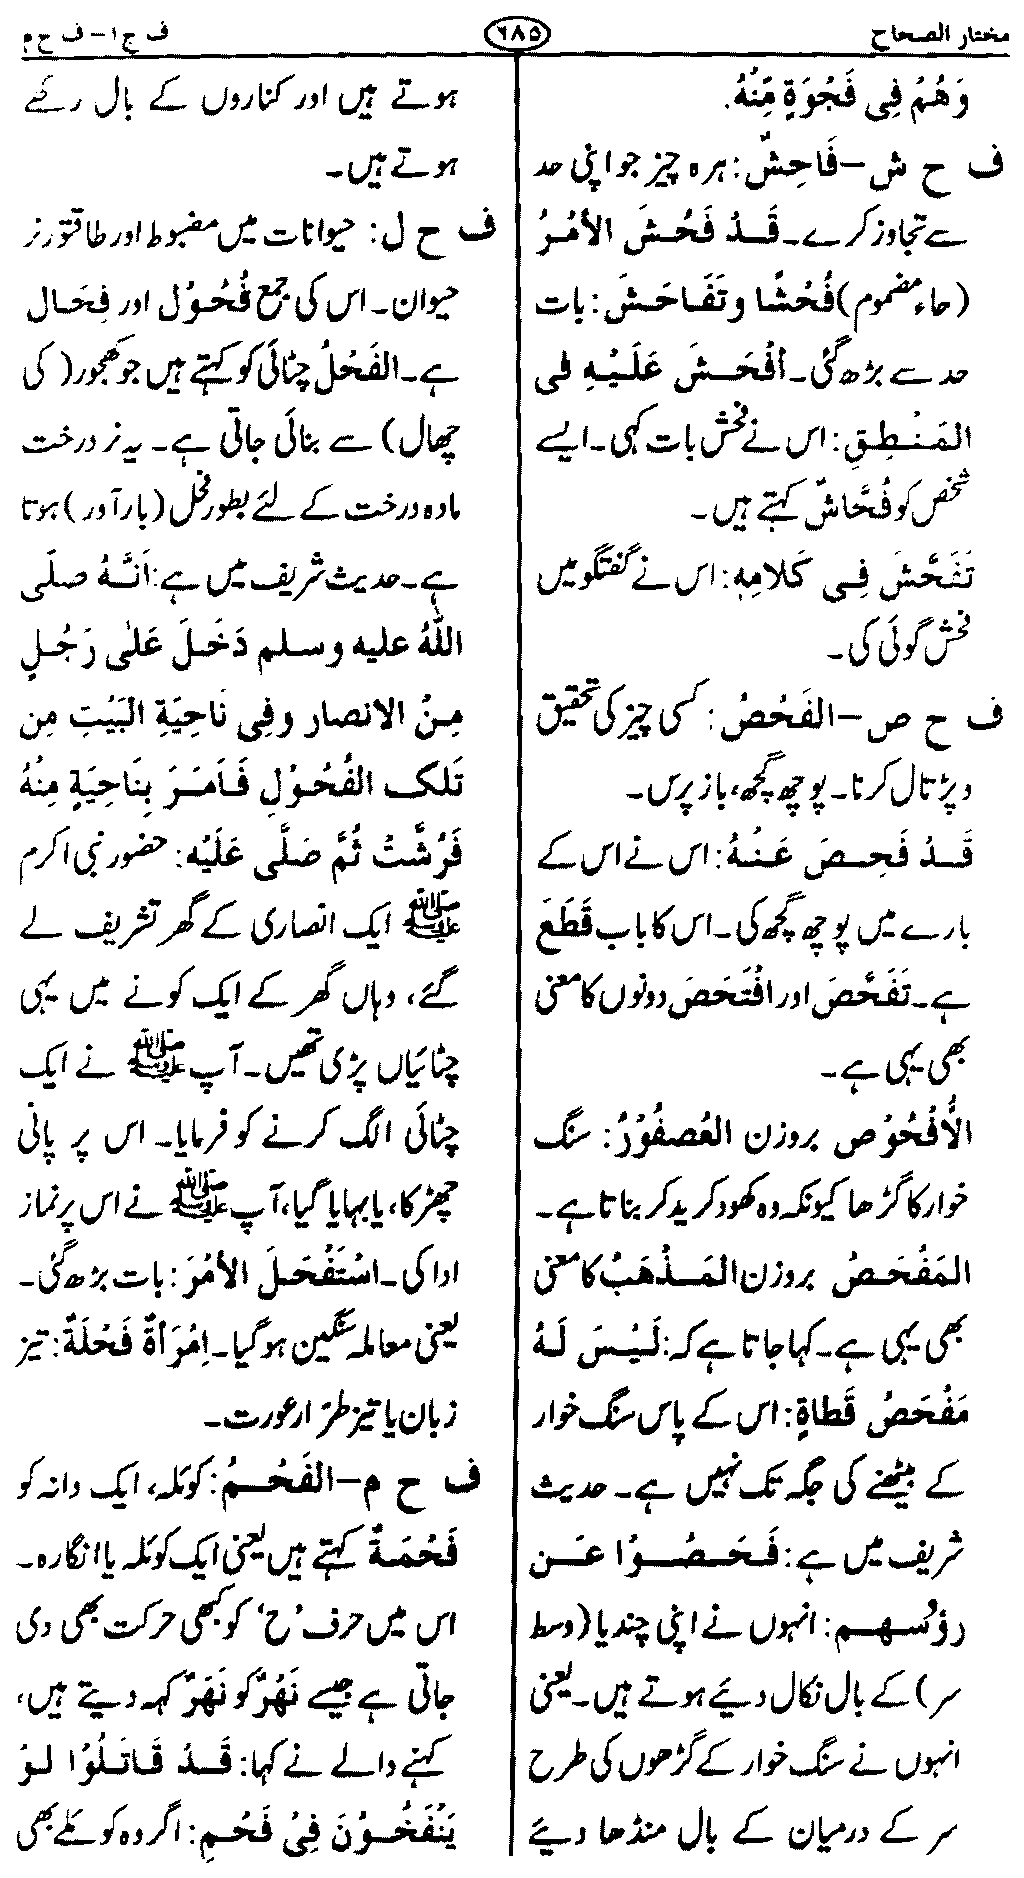 مختار الصحاح
٦٨٥
ف ج ا – ف ح م
وَهُمْ فِى فَجْوَةٍ مِّنْهُ.
ف ح ش – فَاحِشٌ: ہرہ چیز جو اپنی حد
سے تجاوز کرے۔ قَدْ فَحُشَ الأمْرُ
(حاء مضموم) فُحْشًا وتَفَاحَشَ: بات
حد سے بڑھ گئی۔ أفْحَشَ عَلَيْهِ فى
المَنْطِقِ: اس نے فحش بات کہی۔ ایسے
شخص کو فُحَّاشٌ کہتے ہیں۔
تَفَحَّشَ فِى كَلامِهِ: اس نے گفتگو میں
فحش گوئی کی۔
ف ح ص – الفَحْصُ: کسی چیز کی تحقیق
و پڑتال کرنا۔ پوچھ گچھ، باز پرس۔
قَدْ فَحِصَ عَنْهُ: اس نے اس کے
بارے میں پوچھ گچھ کی۔ اس کا باب قَطَعَ
ہے۔ تَفَحَّصَ اور افْتَحَصَ دونوں کا معنی
بھی یہی ہے۔
الأُفْحُوْص بروزن العُصفُوْرُ: سنگ
خوار کا گڑھا کیونکہ وہ کھود کرید کر بناتا ہے۔
المَفْحَصُ بروزن المَذْهَبُ کا معنی
بھی یہی ہے۔ کہا جاتا ہے کہ: لَيْسَ لَهُ
مَفْحَصُ قَطاةٍ: اس کے پاس سنگ خوار
کے بیٹھنے کی جگہ تک نہیں ہے۔ حدیث
شریف میں ہے: فَحَصُوْا عَن
رؤسهم: انہوں نے اپنی چندیا (وسط
سر) کے بال نکال دیئے ہوتے ہیں۔ یعنی
انہوں نے سنگ خوار کے گڑھوں کی طرح
سر کے درمیان کے بال منڈھا دیئے
ہوتے ہیں اور کناروں کے بال رکھے
ہوتے ہیں۔
ف ح ل: حیوانات میں مضبوط اور طاقتور نر
حیوان۔ اس کی جمع فُحُوْل اور فِحَال
ہے۔ الفَحْلُ چٹائی کو کہتے ہیں جو کھجور (کی
چھال) سے بنائی جاتی ہے۔ یہ نر درخت
مادہ درخت کے لئے بطور فحل (بارآور) ہوتا
ہے۔ حدیث شریف میں ہے: اَنَّهُ صلّى
اللهُ عليه وسلم دَخَلَ عَلٰى رَجُلٍ
مِنْ الانصار وفِى نَاحِيَةِ البَيْتِ مِن
تَلک الفُحُوْلِ فَاَمَرَ بِنَاحِيَةٍ مِنْهُ
فَرُشَّتْ ثُمَّ صَلَّى عَلَيْه: حضور نبی اکرم
ﷺ ایک انصاری کے گھر تشریف لے
گئے، وہاں گھر کے ایک کونے میں یہی
چٹائیاں پڑی تھیں۔ آپ ﷺ نے ایک
چٹائی الگ کرنے کو فرمایا۔ اس پر پانی
چھڑکا، یا بہایا گیا، آپ ﷺ نے اس پر نماز
ادا کی۔ اسْتَفْحَلَ الأمْرَ: بات بڑھ گئی۔
یعنی معاملہ سنگین ہو گیا۔ اِمْرَأةٌ فَحْلَةٌ: تیز
زبان یا تیز طرّار عورت۔
ف ح م – الفَحْمُ: کوئلہ، ایک دانہ کو
فَحْمَةٌ کہتے ہیں یعنی ایک کوئلہ یا انگارہ۔
اس میں حرف 'ح' کو کبھی حرکت بھی دی
جاتی ہے جیسے نَهْرٌ کو نَهَرٌ کہہ دیتے ہیں،
کہنے والے نے کہا: قَدْ قَاتَلُوْا لَوْ
يَنْفَخُوْنَ فِىْ فَحْمٍ: اگر وہ کوئلے بھی